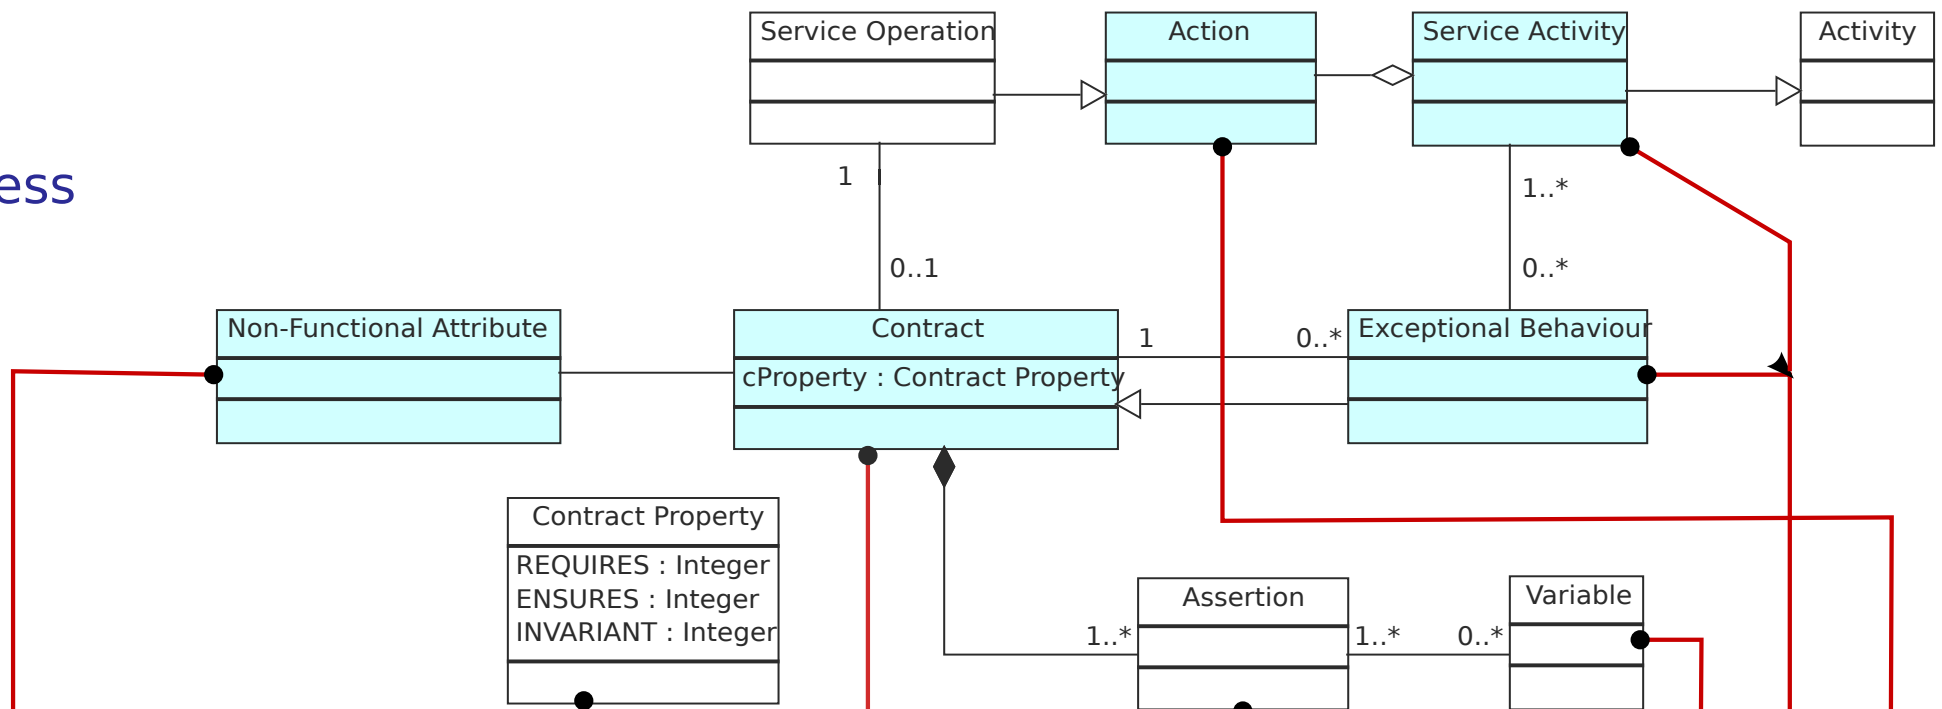 Service Operation
Action
Service Activity
Activity
ess
1
1..*
0..1
0..*
Non-Functional Attribute
Contract
1
0..*
Exceptional Behaviour
cProperty : Contract Property
Contract Property
REQUIRES : Integer
ENSURES : Integer
INVARIANT : Integer
Assertion
Variable
1..*
1..*
0..*